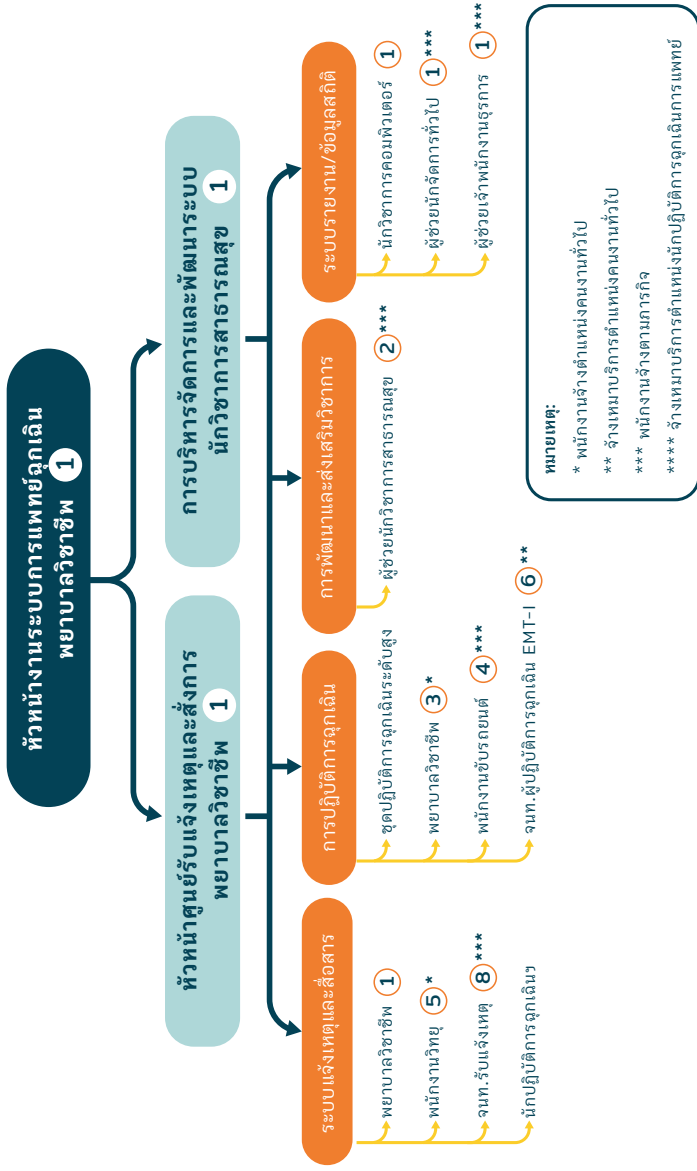 หัวหน้างานระบบการแพทย์ฉุกเฉิน
พยาบาลวิชาชีพ 1
หัวหน้าศูนย์รับแจ้งเหตุและสั่งการ
พยาบาลวิชาชีพ 1
การบริหารจัดการและพัฒนาระบบ
นักวิชาการสาธารณสุข 1
ระบบแจ้งเหตุและสื่อสาร
พยาบาลวิชาชีพ 1
พนักงานวิทยุ 5 *
จนท.รับแจ้งเหตุ 8 ***
นักปฏิบัติการฉุกเฉินฯ
การปฏิบัติการฉุกเฉิน
ชุดปฏิบัติการฉุกเฉินระดับสูง
พยาบาลวิชาชีพ 3 *
พนักงานขับรถยนต์ 4 ***
จนท.ผู้ปฏิบัติการฉุกเฉิน EMT-I 6 **
การพัฒนาและส่งเสริมวิชาการ
ผู้ช่วยนักวิชาการสาธารณสุข 2 ***
ระบบรายงาน/ข้อมูลสถิติ
นักวิชาการคอมพิวเตอร์ 1
ผู้ช่วยนักจัดการทั่วไป 1 ***
ผู้ช่วยเจ้าพนักงานธุรการ 1 ***
หมายเหตุ:
* พนักงานจ้างตำแหน่งคนงานทั่วไป
** จ้างเหมาบริการตำแหน่งคนงานทั่วไป
*** พนักงานจ้างตามภารกิจ
**** จ้างเหมาบริการตำแหน่งนักปฏิบัติการฉุกเฉินการแพทย์